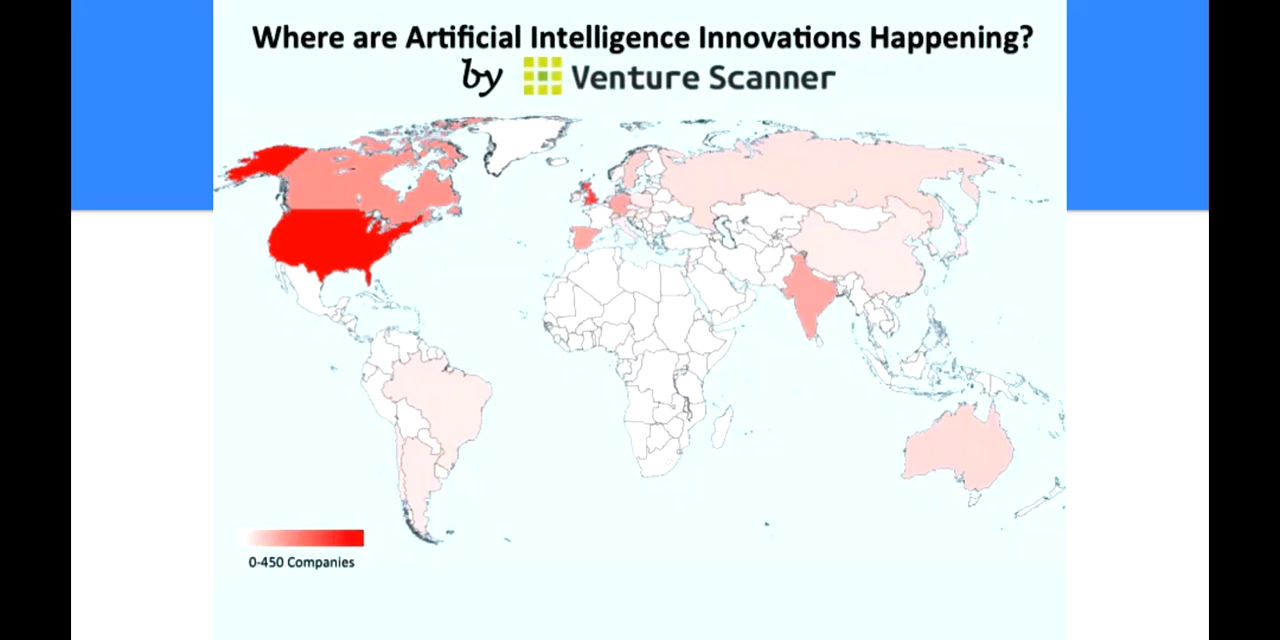 Where are Artificial Intelligence Innovations Happening?
by Venture Scanner
0-450 Companies